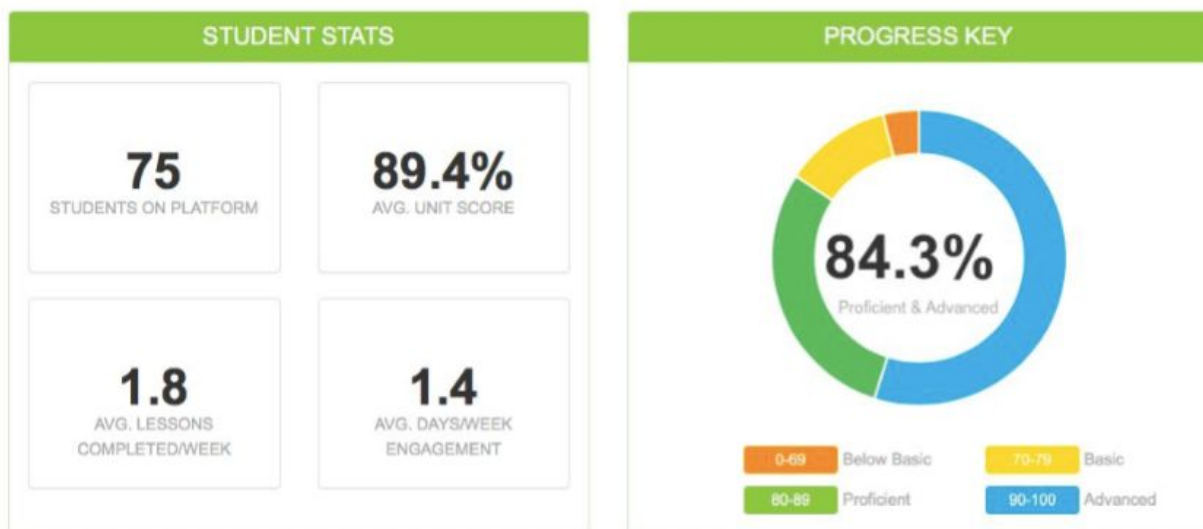 STUDENT STATS
75
STUDENTS ON PLATFORM
89.4%
AVG. UNIT SCORE
1.8
AVG. LESSONS
COMPLETED/WEEK
1.4
AVG. DAYS/WEEK
ENGAGEMENT
PROGRESS KEY
84.3%
Proficient & Advanced
0-69 Below Basic
70-79 Basic
80-89 Proficient
90-100 Advanced